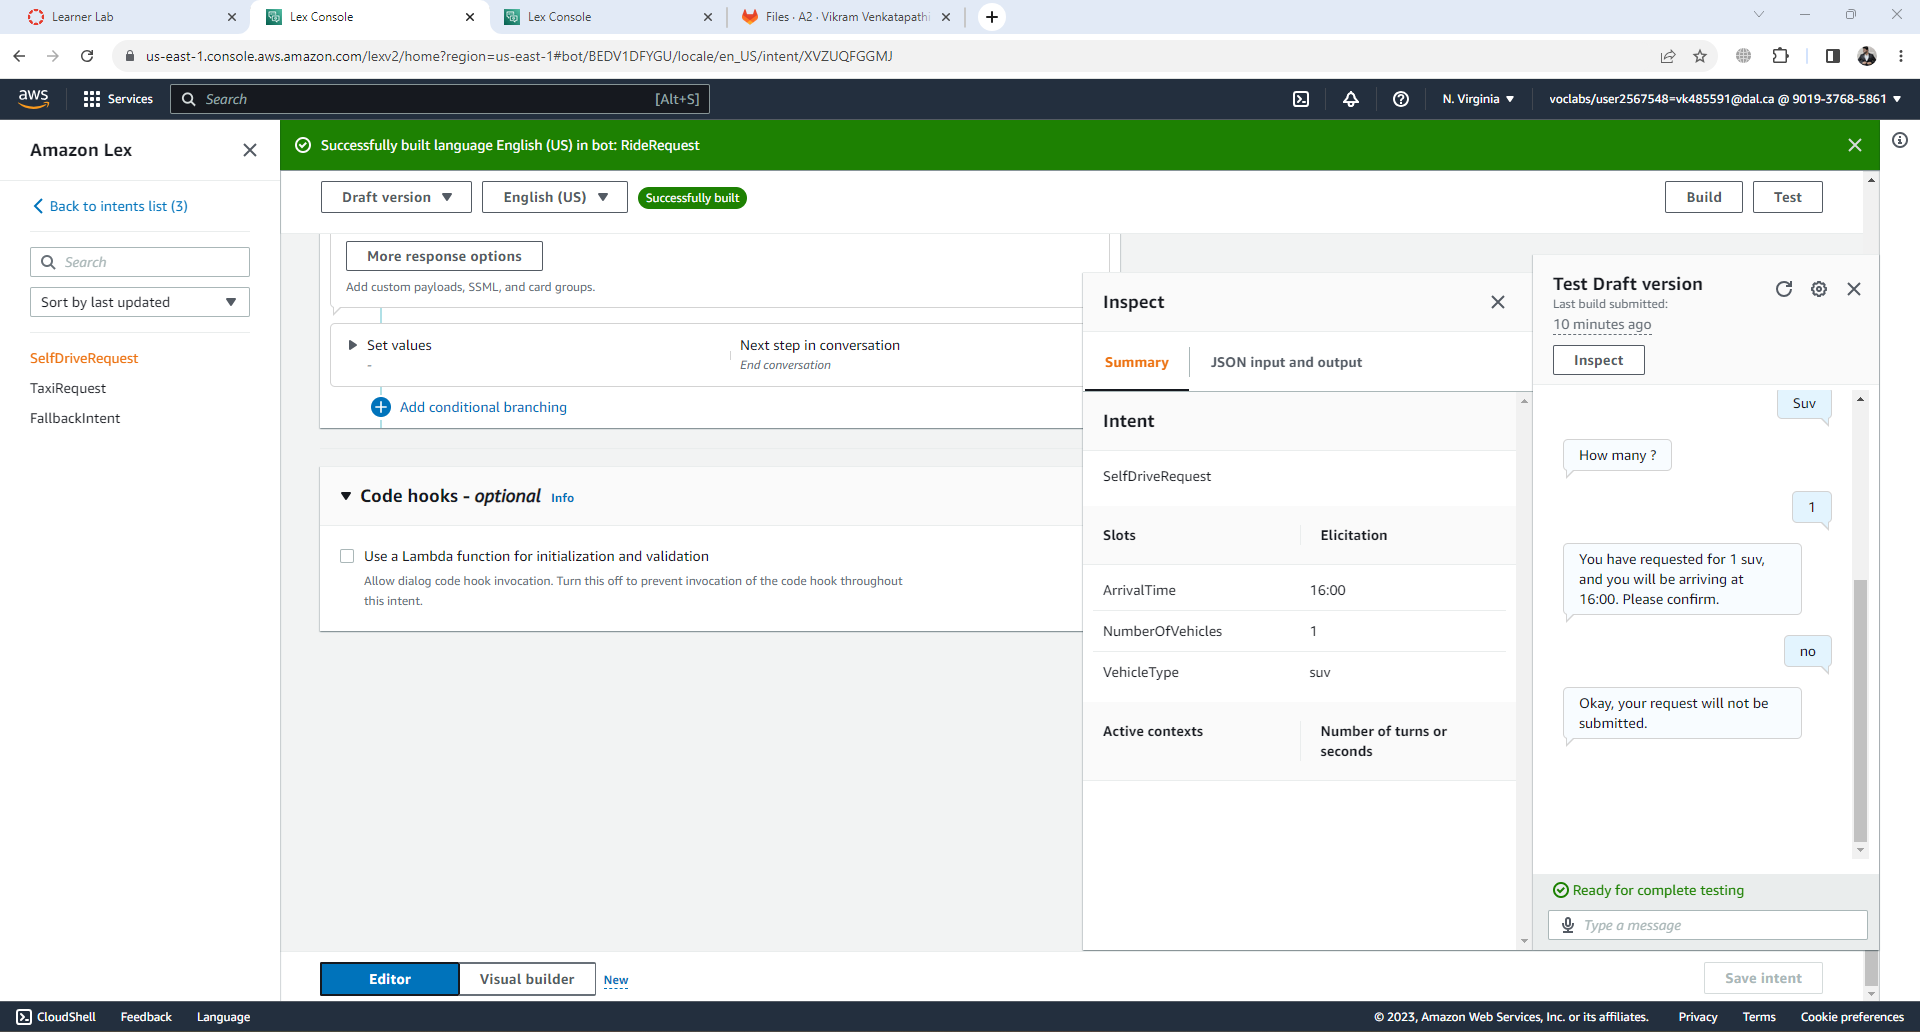 Learner Lab
Lex Console
Lex Console
Files · A2 · Vikram Venkatapathi
us-east-1.console.aws.amazon.com/lexv2/home?region=us-east-1#bot/BEDV1DFYGU/locale/en_US/intent/XVZUQFGGMJ
aws
Services
Search
[Alt+S]
N. Virginia
voclabs/user2567548=vk485591@dal.ca @ 9019-3768-5861
Amazon Lex
Back to intents list (3)
Search
Sort by last updated
SelfDriveRequest
TaxiRequest
FallbackIntent
Successfully built language English (US) in bot: RideRequest
Draft version
English (US)
Successfully built
Build
Test
More response options
Add custom payloads, SSML, and card groups.
Set values
-
Next step in conversation
End conversation
Add conditional branching
Code hooks - optional Info
Use a Lambda function for initialization and validation
Allow dialog code hook invocation. Turn this off to prevent invocation of the code hook throughout
this intent.
Inspect
Summary
JSON input and output
Intent
SelfDriveRequest
Slots
Elicitation
ArrivalTime
16:00
NumberOfVehicles
1
VehicleType
suv
Active contexts
Number of turns or
seconds
Test Draft version
Last build submitted:
10 minutes ago
Inspect
Suv
How many ?
1
You have requested for 1 suv,
and you will be arriving at
16:00. Please confirm.
no
Okay, your request will not be
submitted.
Ready for complete testing
Type a message
Editor
Visual builder
New
Save intent
CloudShell
Feedback
Language
© 2023, Amazon Web Services, Inc. or its affiliates.
Privacy
Terms
Cookie preferences